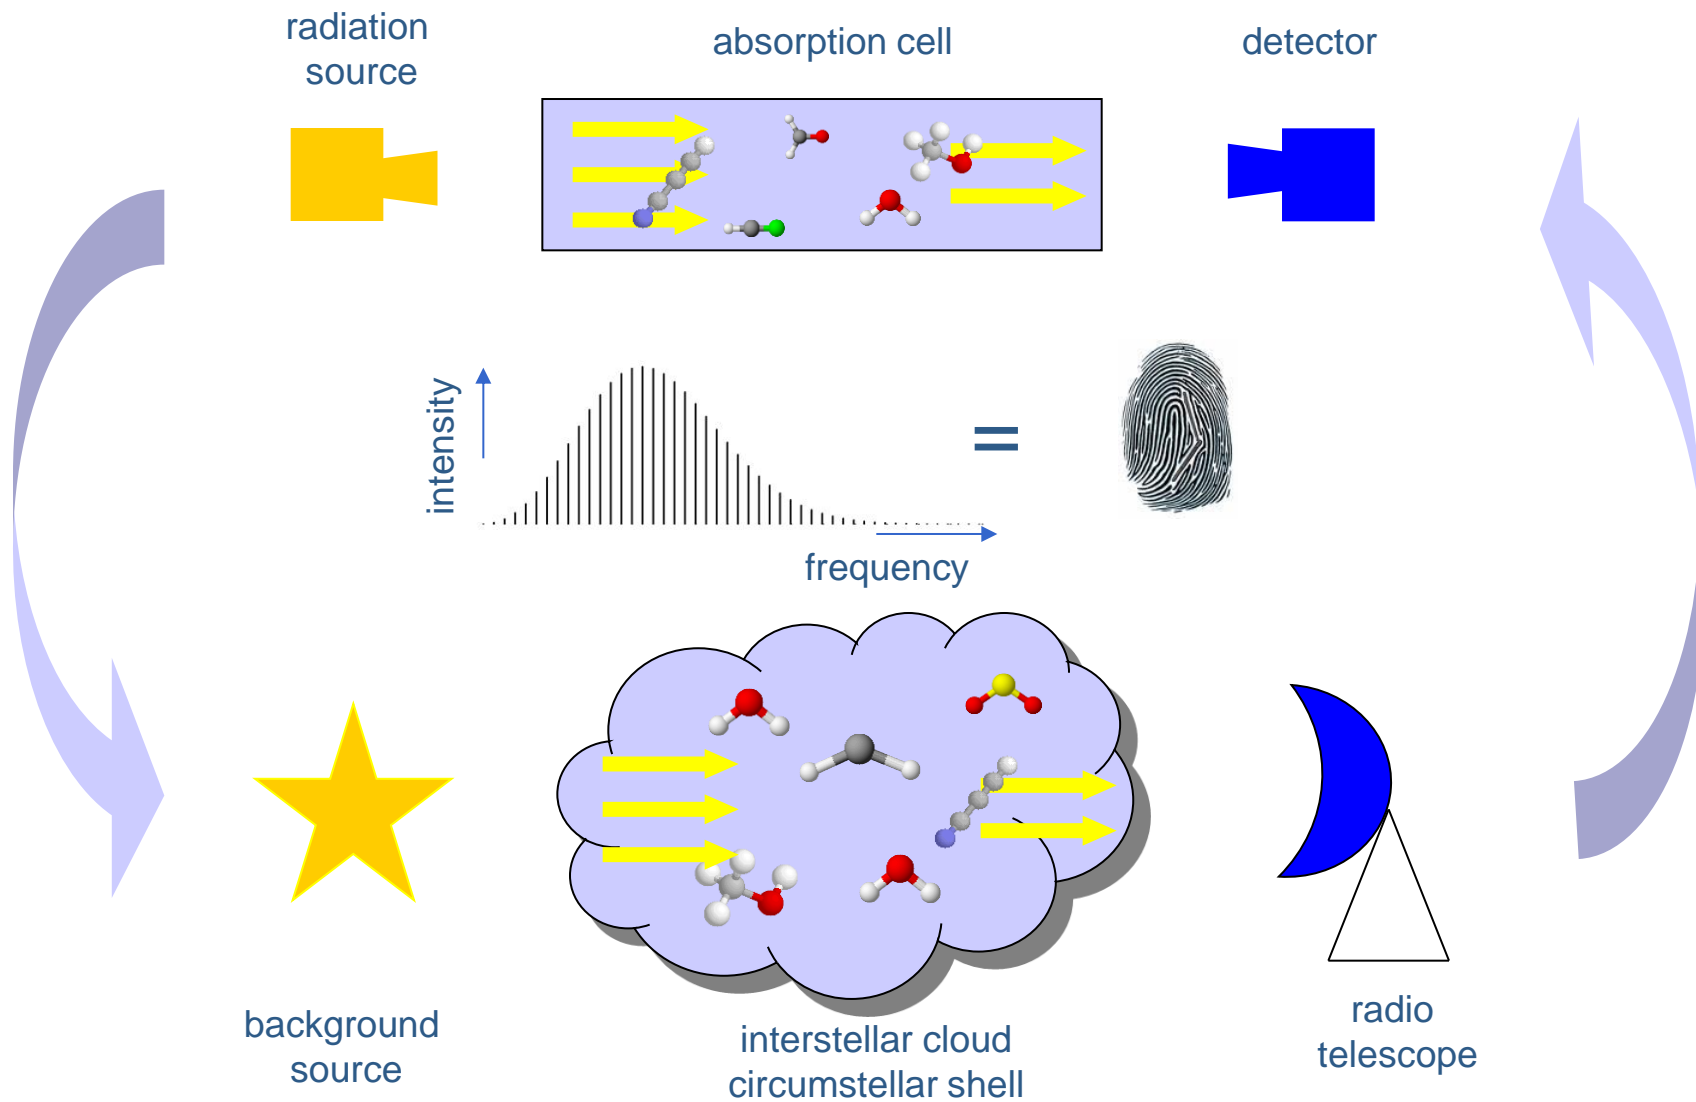 radiation
source
absorption cell
detector
intensity
=
frequency
background
source
interstellar cloud
circumstellar shell
radio
telescope